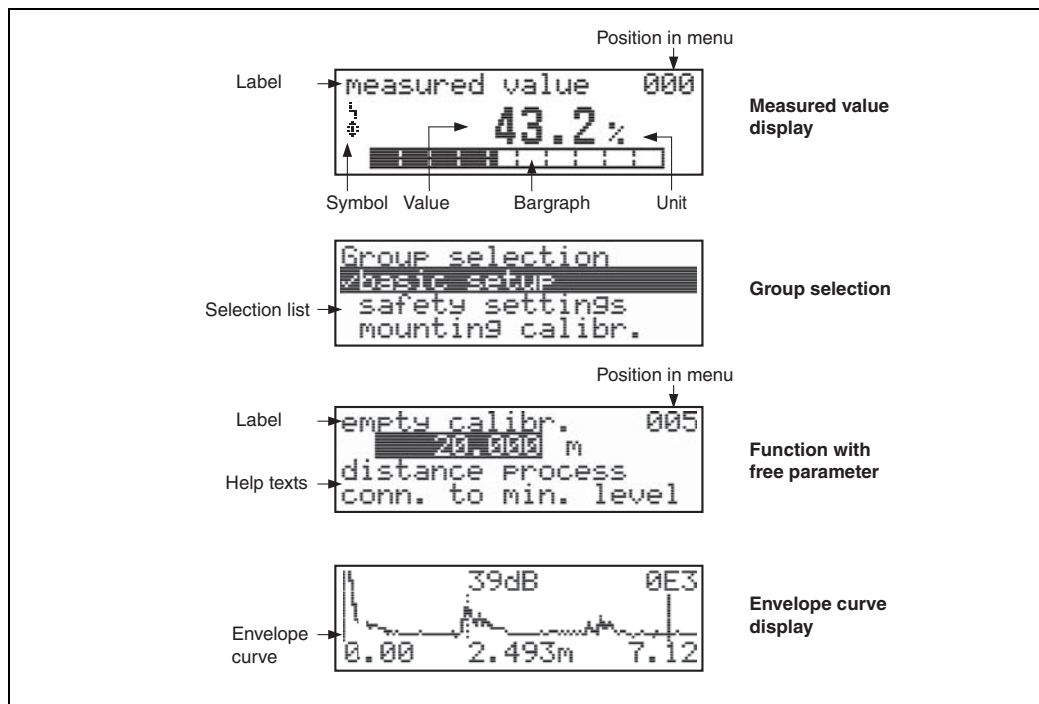 Position in menu
Label
measured value 000
43.2 %
Measured value
display
Symbol Value Bargraph Unit
Group selection
✓basic setup
safety settings
mounting calibr.
Selection list
Group selection
Position in menu
Label
empty calibr. 005
20.000 m
distance process
conn. to min. level
Help texts
Function with
free parameter
39dB 0E3
0.00 2.493m 7.12
Envelope
curve
Envelope curve
display